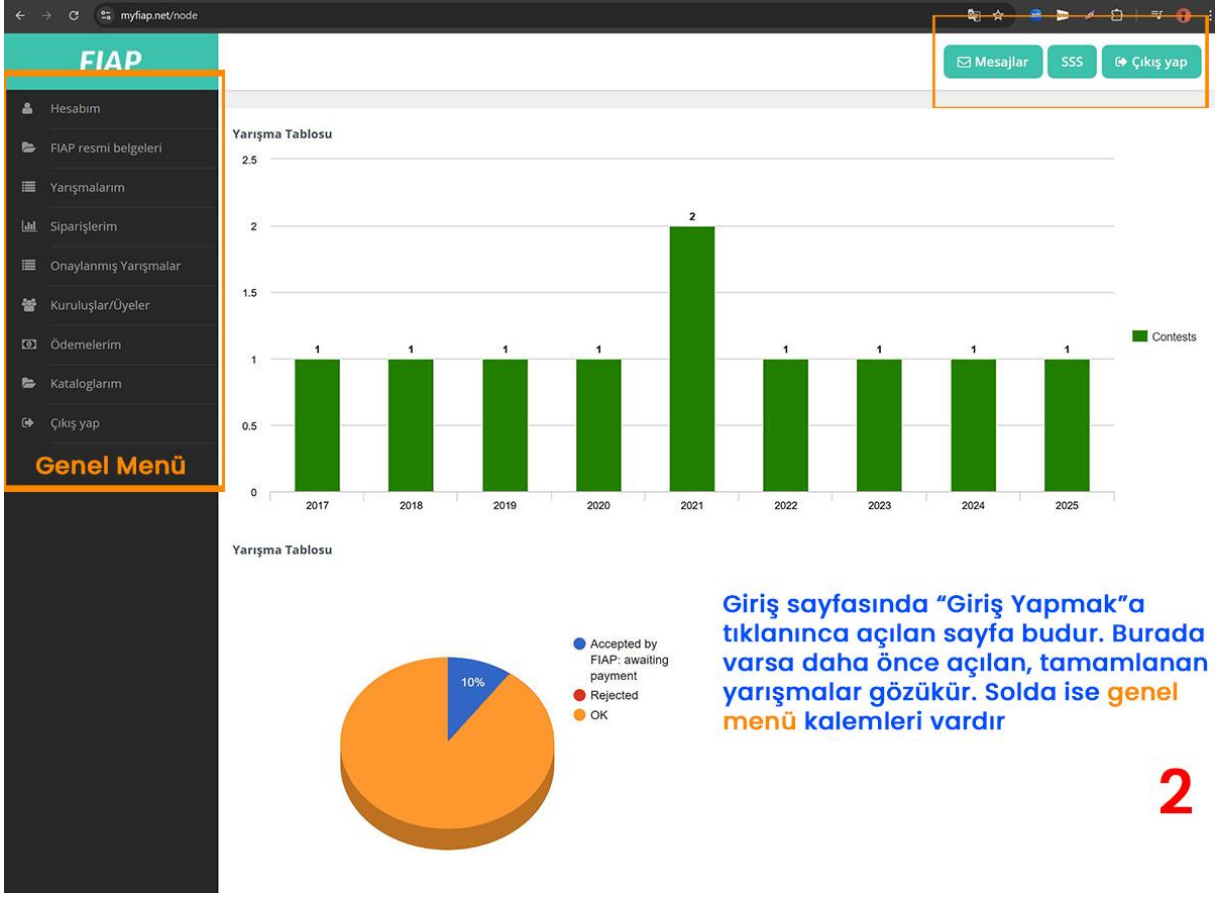 myfiap.net/node
FIAP
Mesajlar
SSS
Çıkış yap
Hesabım
FIAP resmi belgeleri
Yarışmalarım
Siparişlerim
Onaylanmış Yarışmalar
Kuruluşlar/Üyeler
Ödemelerim
Kataloglarım
Çıkış yap
Genel Menü
Yarışma Tablosu
2.5
2
1.5
1
0.5
0
1
1
1
1
2
1
1
1
1
2017
2018
2019
2020
2021
2022
2023
2024
2025
Contests
Yarışma Tablosu
10%
Accepted by
FIAP: awaiting
payment
Rejected
OK
Giriş sayfasında “Giriş Yapmak”a
tıklanınca açılan sayfa budur. Burada
varsa daha önce açılan, tamamlanan
yarışmalar gözükür. Solda ise genel
menü kalemleri vardır
2